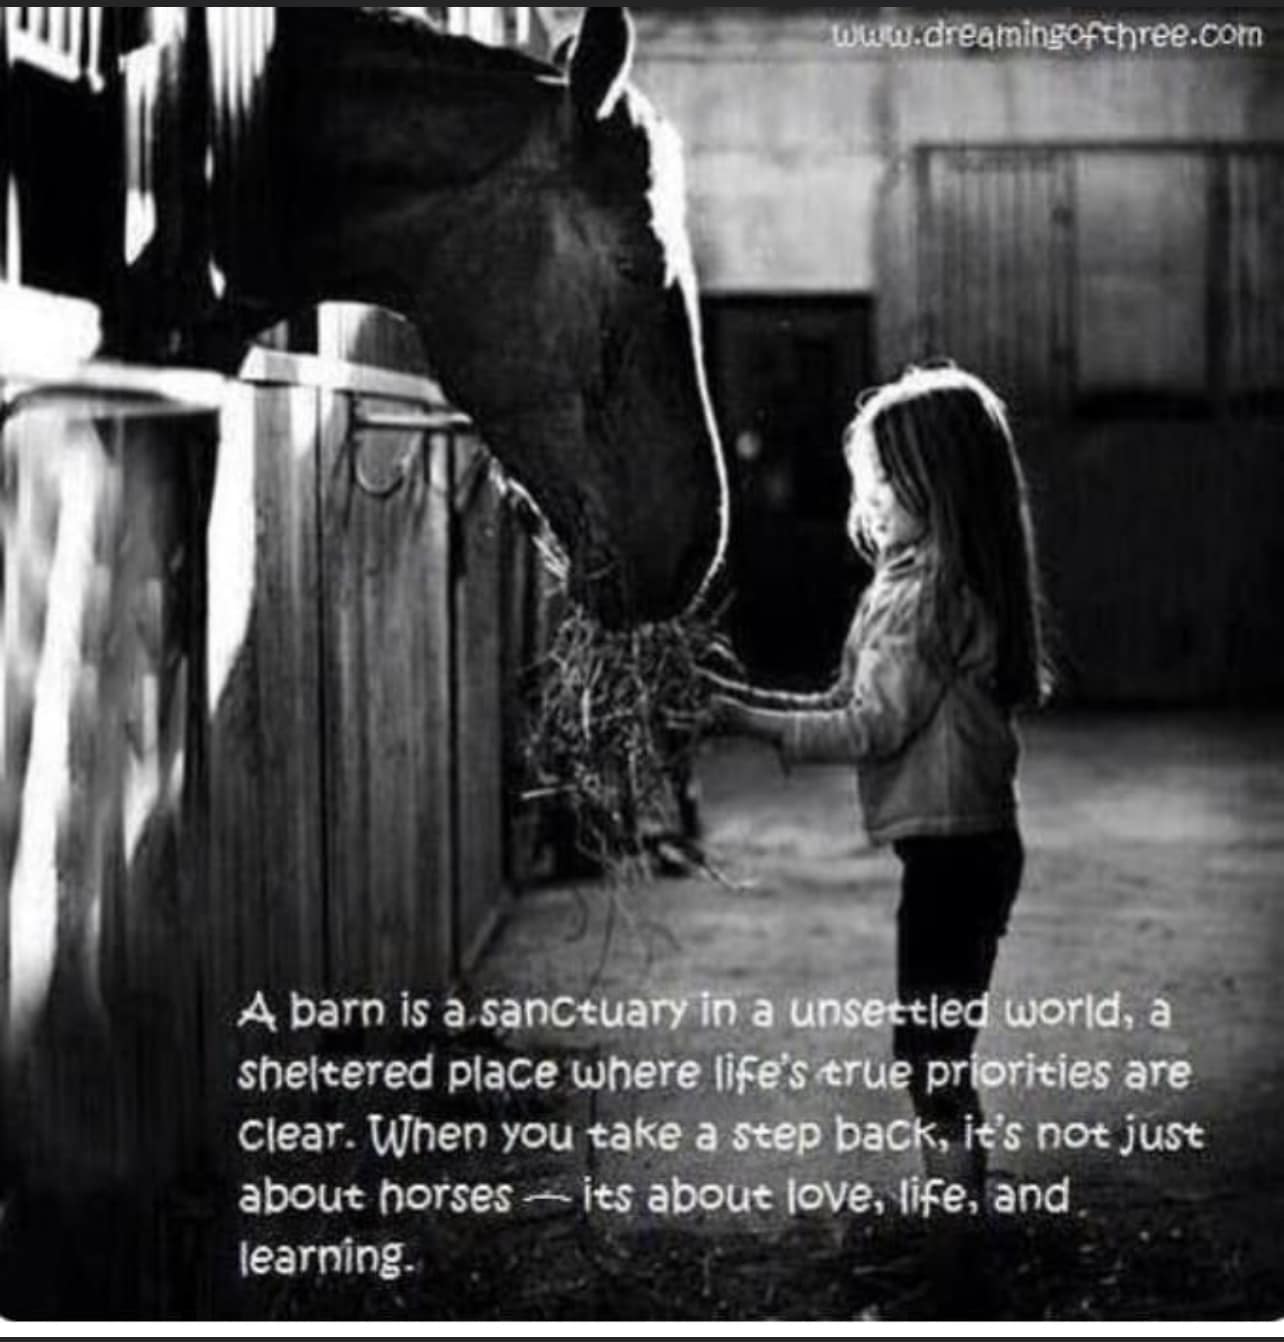 www.dreamingofthree.com
A barn is a sanctuary in a unsettled world, a
sheltered place where life's true priorities are
clear. When you take a step back, it's not just
about horses — its about love, life, and
learning.